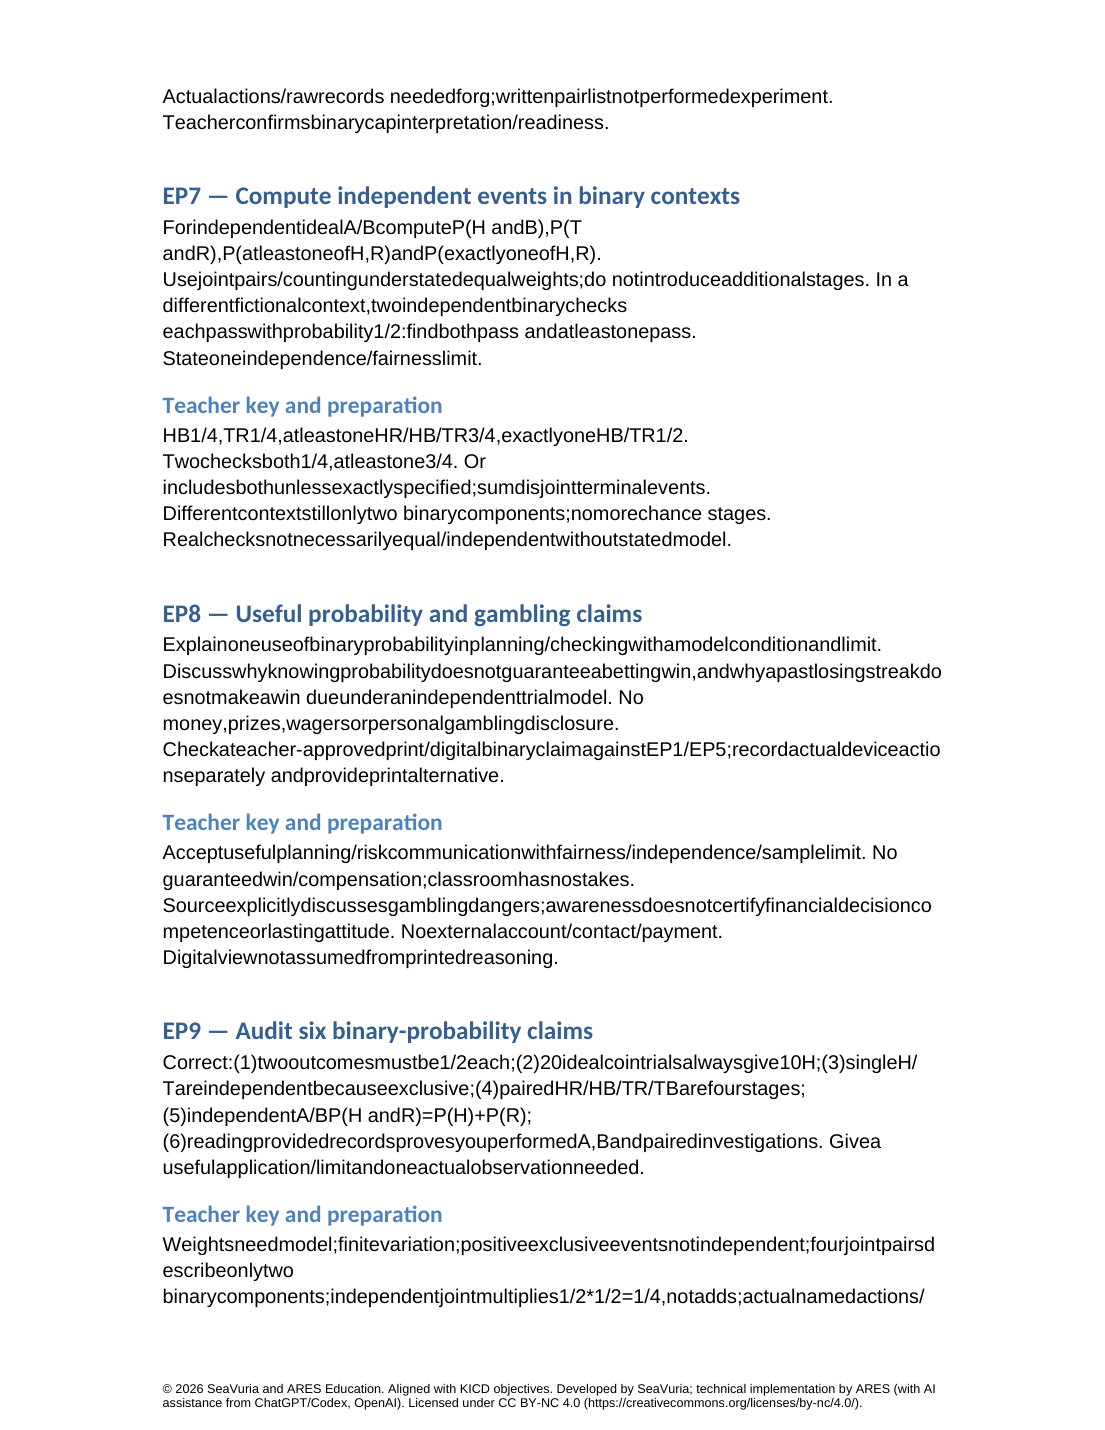 Actualactions/rawrecords neededforg;writtenpairlistnotperformedexperiment.
Teacherconfirmsbinarycapinterpretation/readiness.
EP7 — Compute independent events in binary contexts
ForindependentidealA/BcomputeP(H andB),P(T
andR),P(atleastoneofH,R)andP(exactlyoneofH,R).
Usejointpairs/countingunderstatedequalweights;do notintroduceadditionalstages. In a
differentfictionalcontext,twoindependentbinarychecks
eachpasswithprobability1/2:findbothpass andatleastonepass.
Stateoneindependence/fairnesslimit.
Teacher key and preparation
HB1/4,TR1/4,atleastoneHR/HB/TR3/4,exactlyoneHB/TR1/2.
Twochecksboth1/4,atleastone3/4. Or
includesbothunlessexactlyspecified;sumdisjointterminalevents.
Differentcontextstillonlytwo binarycomponents;nomorechance stages.
Realchecksnotnecessarilyequal/independentwithoutstatedmodel.
EP8 — Useful probability and gambling claims
Explainoneuseofbinaryprobabilityinplanning/checkingwithamodelconditionandlimit.
Discusswhyknowingprobabilitydoesnotguaranteeabettingwin,andwhyapastlosingstreakdo
esnotmakeawin dueunderanindependenttrialmodel. No
money,prizes,wagersorpersonalgamblingdisclosure.
Checkateacher-approvedprint/digitalbinaryclaimagainstEP1/EP5;recordactualdeviceactio
nseparately andprovideprintalternative.
Teacher key and preparation
Acceptusefulplanning/riskcommunicationwithfairness/independence/samplelimit. No
guaranteedwin/compensation;classroomhasnostakes.
Sourceexplicitlydiscussesgamblingdangers;awarenessdoesnotcertifyfinancialdecisionco
mpetenceorlastingattitude. Noexternalaccount/contact/payment.
Digitalviewnotassumedfromprintedreasoning.
EP9 — Audit six binary-probability claims
Correct:(1)twooutcomesmustbe1/2each;(2)20idealcointrialsalwaysgive10H;(3)singleH/
Tareindependentbecauseexclusive;(4)pairedHR/HB/TR/TBarefourstages;
(5)independentA/BP(H andR)=P(H)+P(R);
(6)readingprovidedrecordsprovesyouperformedA,Bandpairedinvestigations. Givea
usefulapplication/limitandoneactualobservationneeded.
Teacher key and preparation
Weightsneedmodel;finitevariation;positiveexclusiveeventsnotindependent;fourjointpairsd
escribeonlytwo
binarycomponents;independentjointmultiplies1/2*1/2=1/4,notadds;actualnamedactions/
© 2026 SeaVuria and ARES Education. Aligned with KICD objectives. Developed by SeaVuria; technical implementation by ARES (with AI
assistance from ChatGPT/Codex, OpenAI). Licensed under CC BY-NC 4.0 (https://creativecommons.org/licenses/by-nc/4.0/).